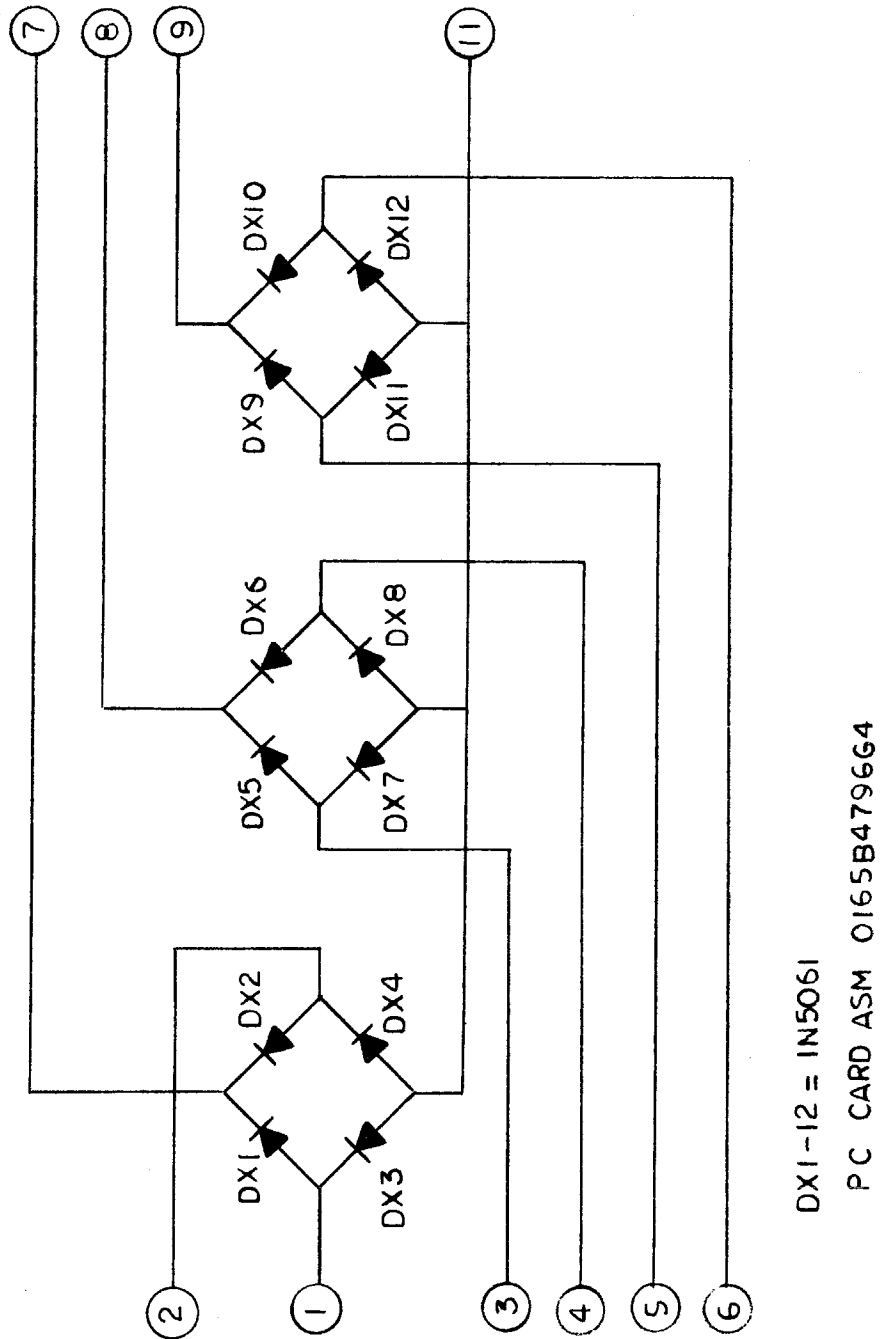 7
8
9
11
DX10
DX12
DX9
DX11
DX6
DX8
DX5
DX7
DX2
DX4
DX1
DX3
2
1
3
4
5
6
DX1-12 = 1N5061
PC CARD ASM 0165B4796G4